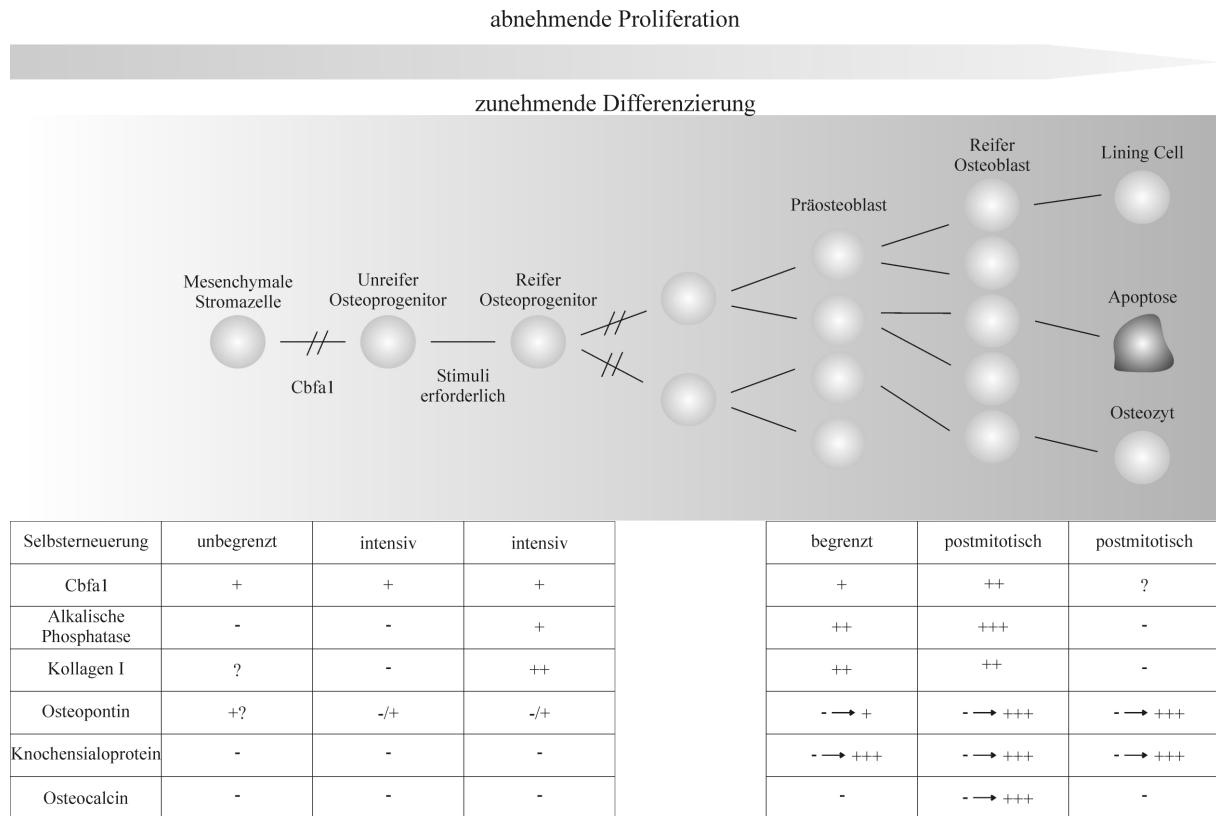 abnehmende Proliferation
zunehmende Differenzierung
Reifer
Osteoblast
Lining Cell
Präosteoblast
Mesenchymale
Stromazelle
Unreifer
Osteoprogenitor
Reifer
Osteoprogenitor
Apoptose
Cbfa1
Stimuli
erforderlich
Osteozyt
Selbsterneuerung unbegrenzt intensiv intensiv begrenzt postmitotisch postmitotisch
Cbfa1 + + + + ++ ?
Alkalische
Phosphatase - - + ++ +++ -
Kollagen I ? - ++ ++ ++ -
Osteopontin +? -/+ -/+ - → + - → +++ - → +++
Knochensialoprotein - - - - → +++ - → +++ - → +++
Osteocalcin - - - - - → +++ -